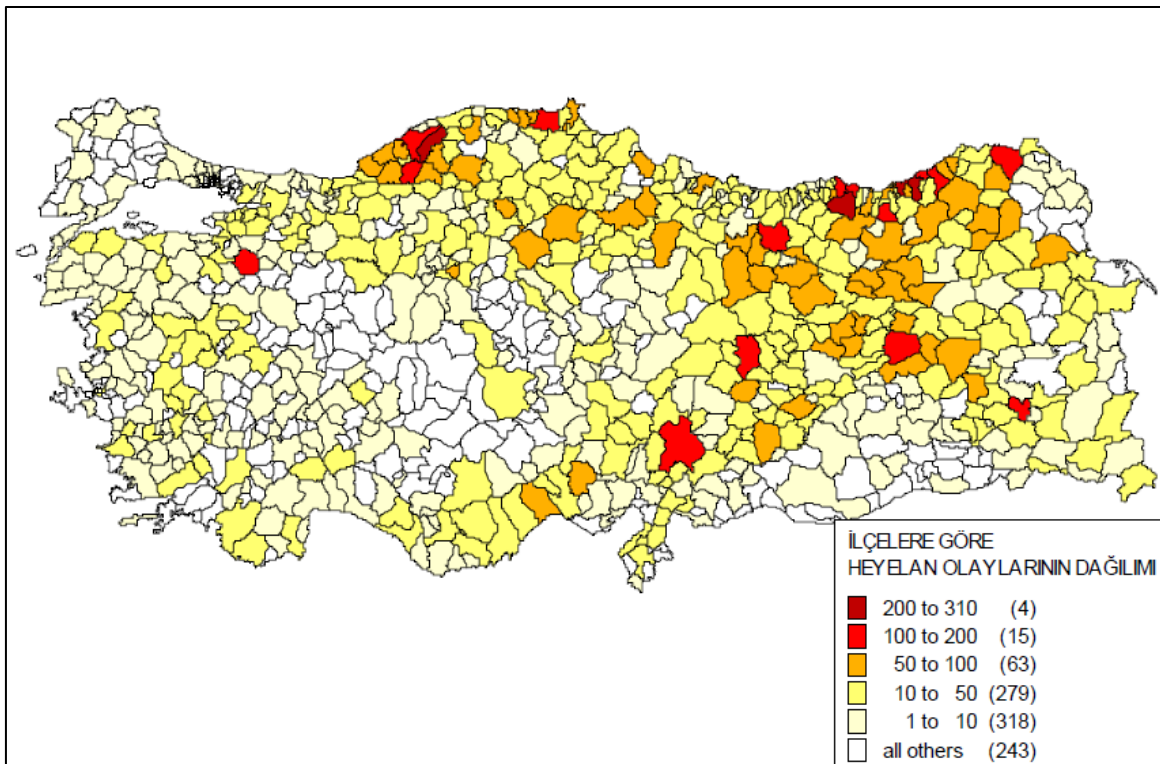 İLÇELERE GÖRE
HEYELAN OLAYLARININ DAĞILIMI
200 to 310 (4)
100 to 200 (15)
50 to 100 (63)
10 to 50 (279)
1 to 10 (318)
all others (243)